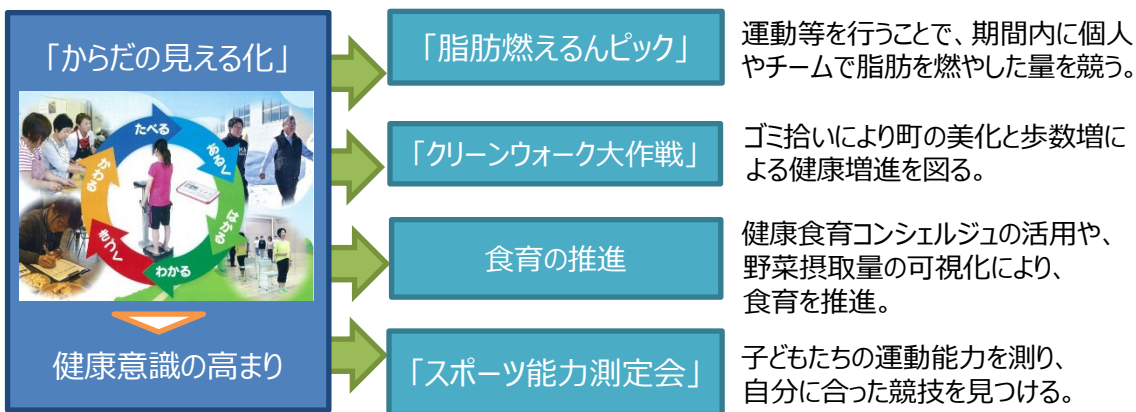 「からだの見える化」
たべる
あるく
はかる
わかる
きづく
かわる
健康意識の高まり
「脂肪燃えるんピック」
運動等を行うことで、期間内に個人
やチームで脂肪を燃やした量を競う。
「クリーンウォーク大作戦」
ゴミ拾いにより町の美化と歩数増に
よる健康増進を図る。
食育の推進
健康食育コンシェルジュの活用や、
野菜摂取量の可視化により、
食育を推進。
「スポーツ能力測定会」
子どもたちの運動能力を測り、
自分に合った競技を見つける。